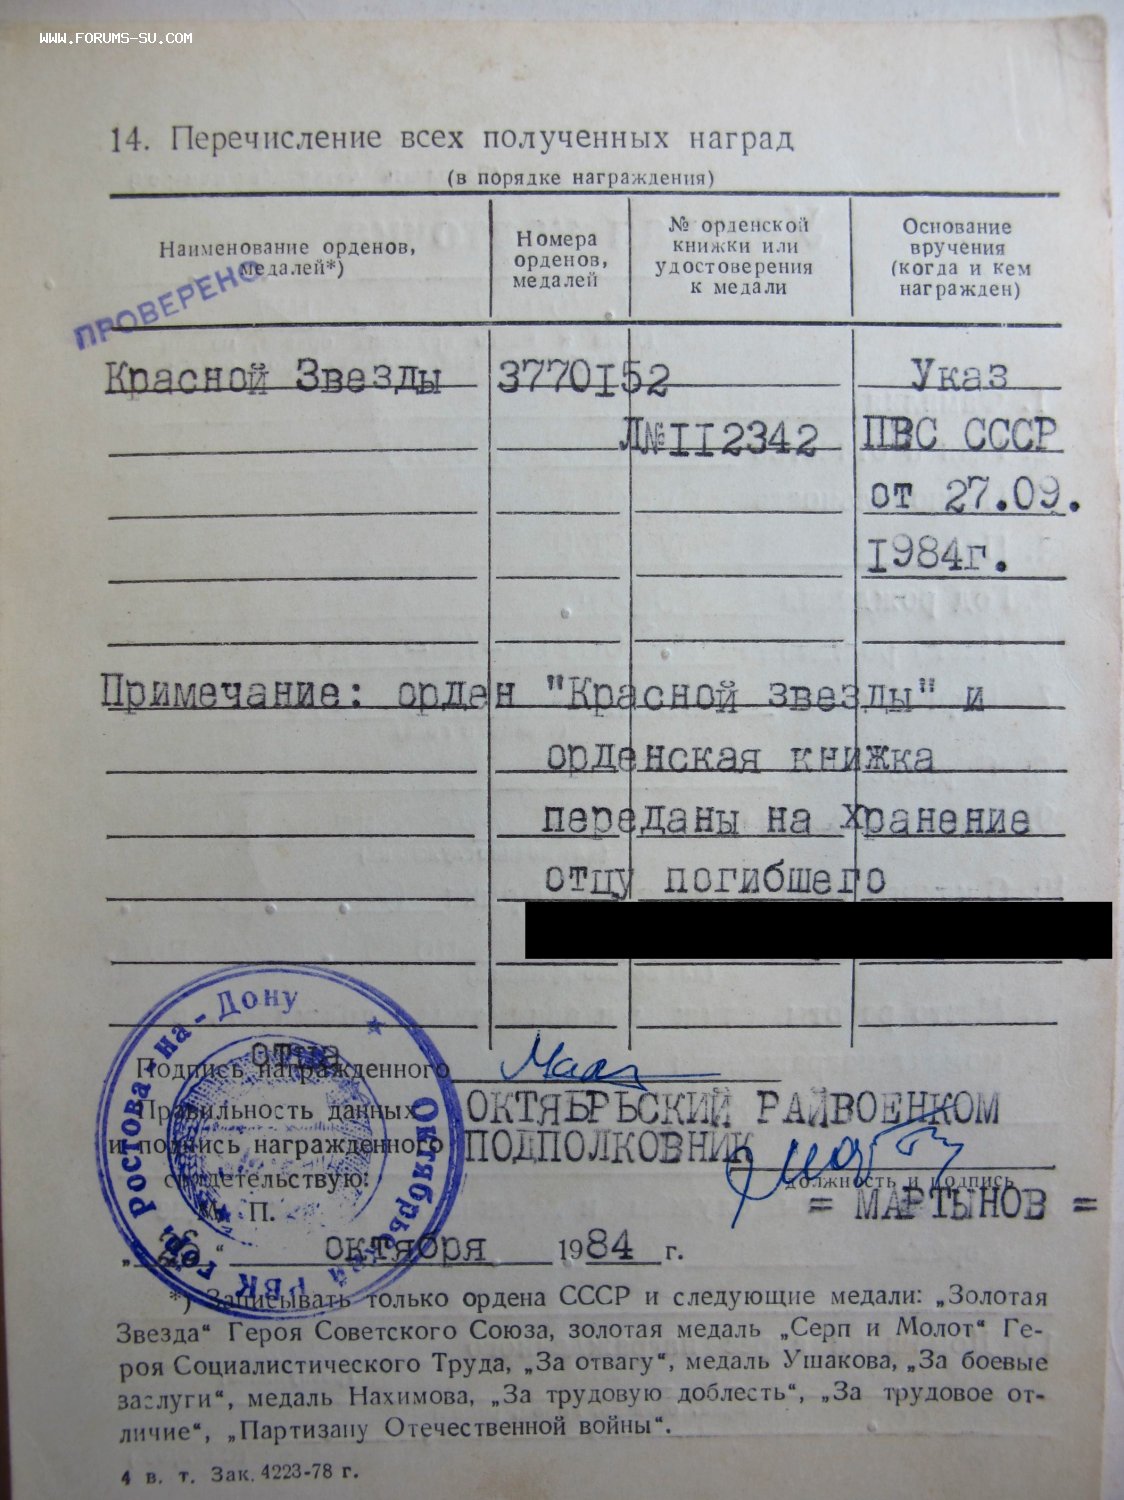 WWW.FORUMS-SU.COM
14. Перечисление всех полученных наград
(в порядке награждения)
Наименование орденов, медалей*)
Номера орденов, медалей
№ орденской книжки или удостоверения к медали
Основание вручения (когда и кем награжден)
ПРОВЕРЕНО
Красной Звезды 3770152 Указ
Л№112342 ПВС СССР
от 27.09.
1984г.
Примечание: орден "Красной звезды" и
орденская книжка
переданы на хранение
отцу погибшего
отца
Подпись награжденного
Правильность данных ОКТЯБРЬСКИЙ РАЙВОЕНКОМ
и подпись награжденного ПОДПОЛКОВНИК
свидетельствую:
должность и подпись
М. П.
= МАРТЫНОВ =
" " октября 1984 г.
Октябрьский РВК гор. Ростова-на-Дону
*) Записывать только ордена СССР и следующие медали: „Золотая
Звезда“ Героя Советского Союза, золотая медаль „Серп и Молот“ Ге-
роя Социалистического Труда, „За отвагу“, медаль Ушакова, „За боевые
заслуги“, медаль Нахимова, „За трудовую доблесть“, „За трудовое от-
личие“, „Партизану Отечественной войны“.
4 в. т. Зак. 4223-78 г.